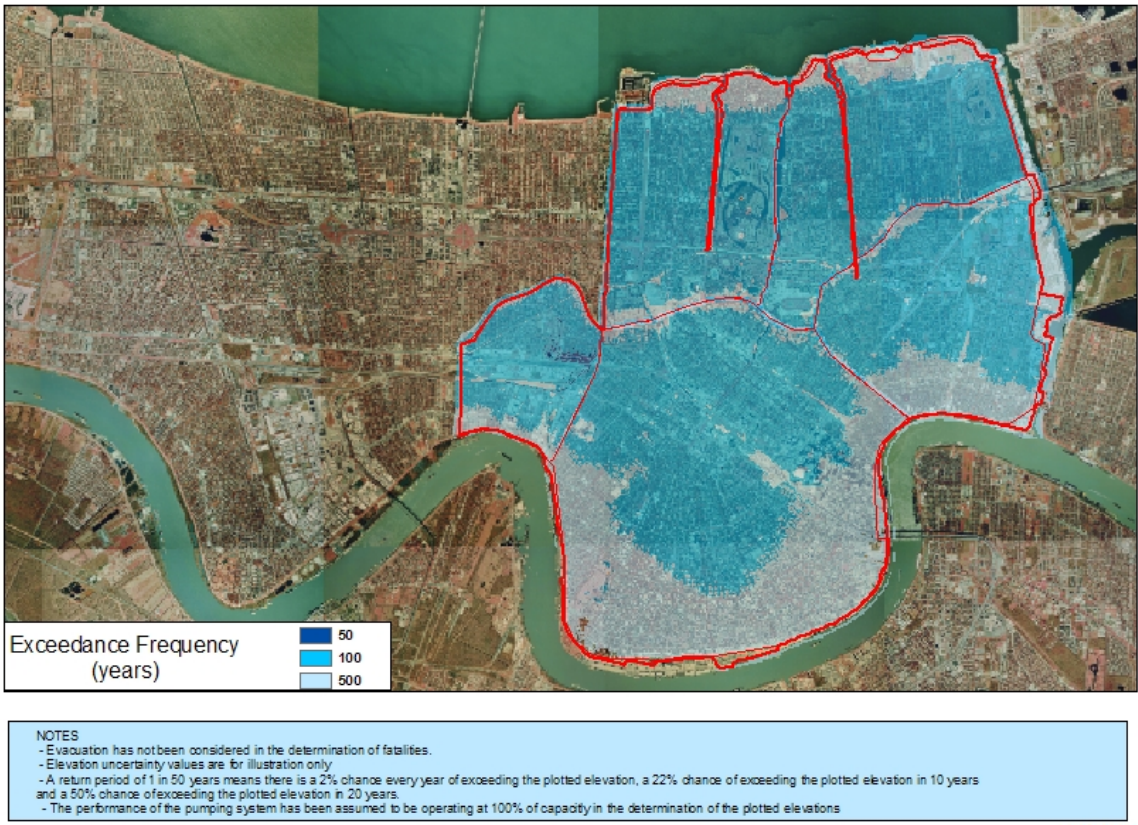 Exceedance Frequency
(years)
50
100
500
NOTES
- Evacuation has not been considered in the determination of fatalities.
- Elevation uncertainty values are for illustration only
- A return period of 1 in 50 years means there is a 2% chance every year of exceeding the plotted elevation, a 22% chance of exceeding the plotted elevation in 10 years
and a 50% chance of exceeding the plotted elevation in 20 years.
- The performance of the pumping system has been assumed to be operating at 100% of capacity in the determination of the plotted elevations